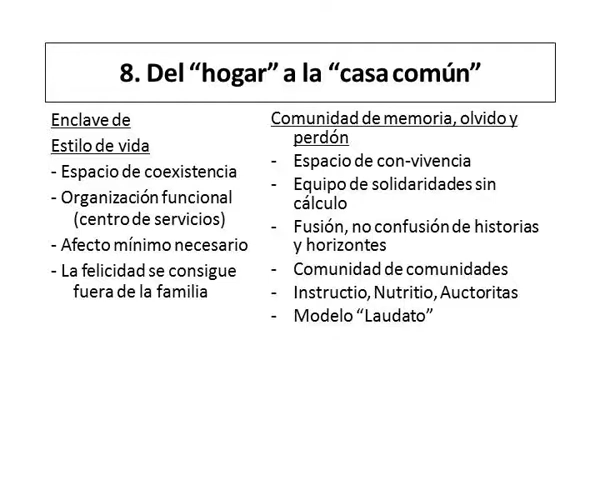 8. Del “hogar” a la “casa común”
Enclave de
Estilo de vida
- Espacio de coexistencia
- Organización funcional
(centro de servicios)
- Afecto mínimo necesario
- La felicidad se consigue
fuera de la familia
Comunidad de memoria, olvido y
perdón
- Espacio de con-vivencia
- Equipo de solidaridades sin
cálculo
- Fusión, no confusión de historias
y horizontes
- Comunidad de comunidades
- Instructio, Nutritio, Auctoritas
- Modelo “Laudato”